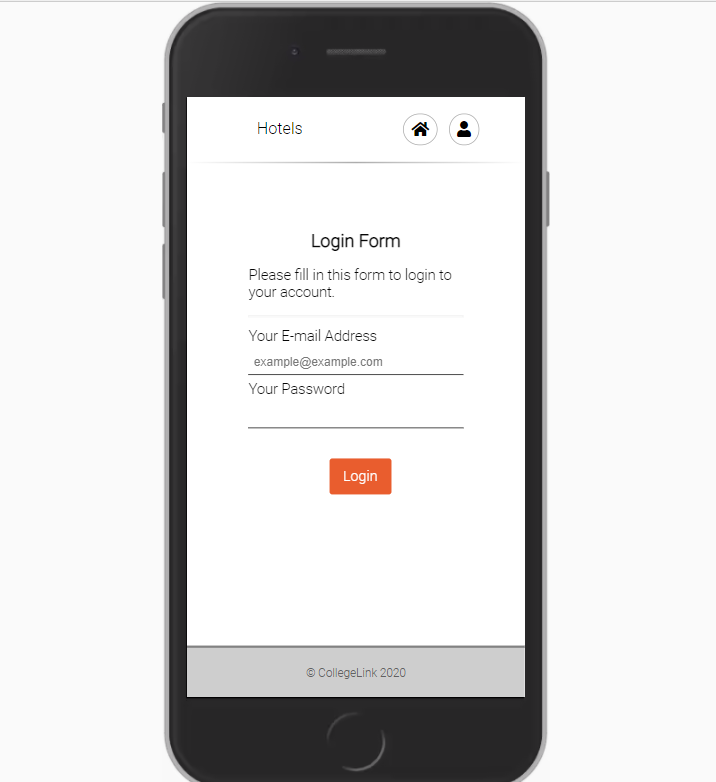 Hotels
Login Form
Please fill in this form to login to
your account.
Your E-mail Address
example@example.com
Your Password
Login
© CollegeLink 2020